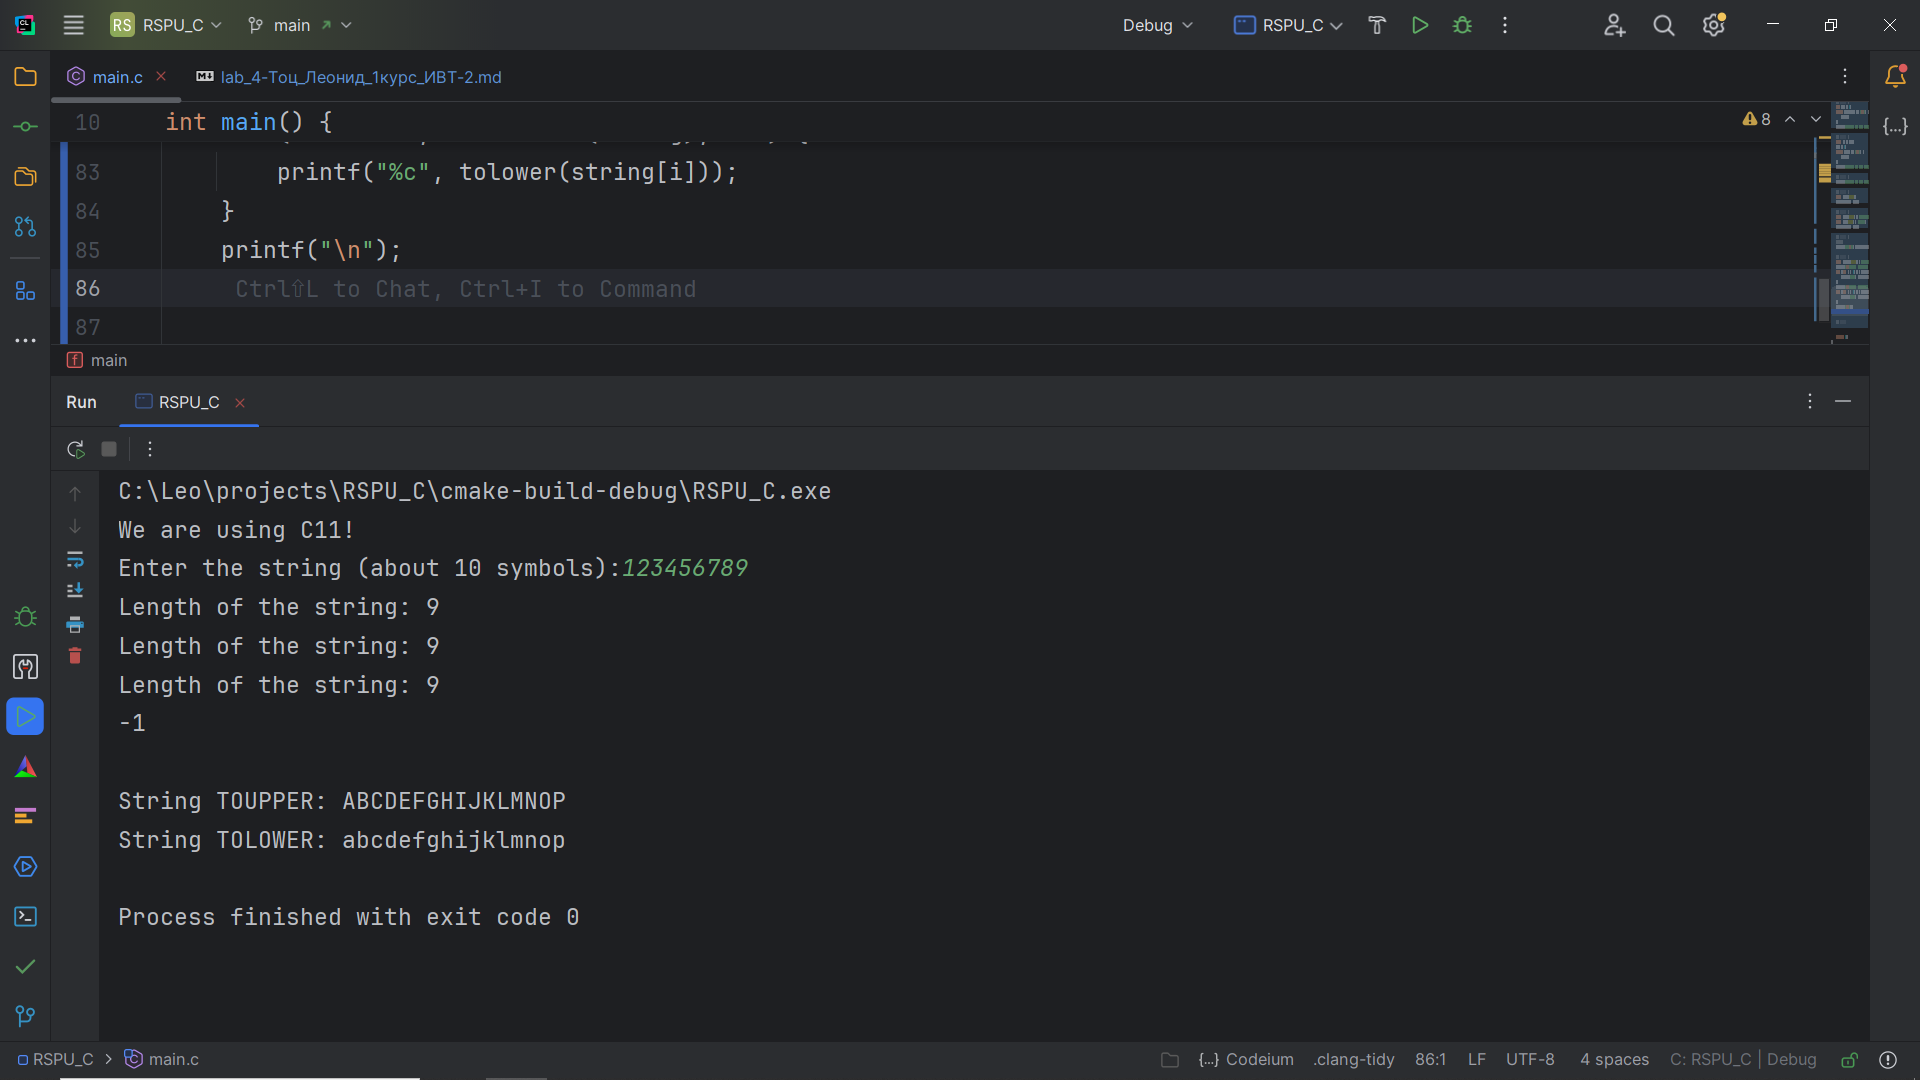 RS RSPU_C main Debug RSPU_C
main.c lab_4-Тоц_Леонид_1курс_ИВТ-2.md
10 int main() { 8
83 printf("%c", tolower(string[i]));
84 }
85 printf("\n");
86 Ctrl⇧L to Chat, Ctrl+I to Command
87
main
Run RSPU_C
C:\Leo\projects\RSPU_C\cmake-build-debug\RSPU_C.exe
We are using C11!
Enter the string (about 10 symbols):123456789
Length of the string: 9
Length of the string: 9
Length of the string: 9
-1
String TOUPPER: ABCDEFGHIJKLMNOP
String TOLOWER: abcdefghijklmnop
Process finished with exit code 0
RSPU_C > main.c {...} Codeium .clang-tidy 86:1 LF UTF-8 4 spaces C: RSPU_C | Debug